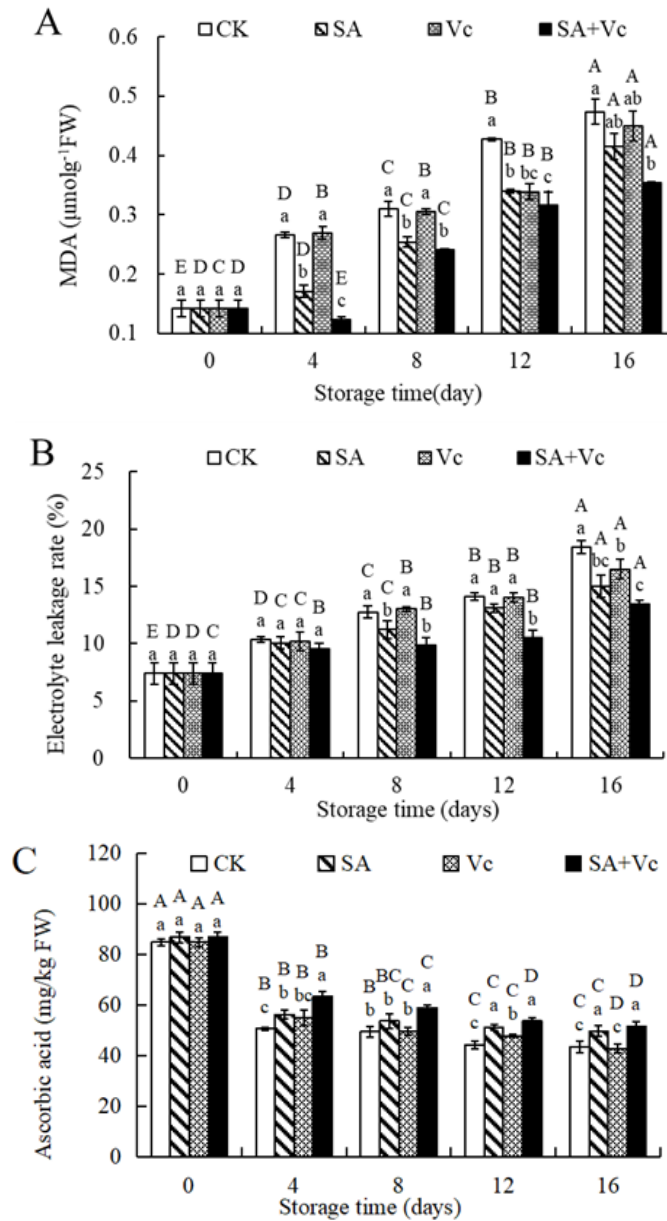 A
CK SA Vc SA+Vc
MDA (μmolg⁻¹FW)
0.6
0.5
0.4
0.3
0.2
0.1
E D C D
a a a a
D D B E
a b a c
C C B C
a b a b
B B B B
a b bc c
A A A A
a ab ab b
0 4 8 12 16
Storage time(day)
B
CK SA Vc SA+Vc
Electrolyte leakage rate (%)
25
20
15
10
5
0
E D D C
a a a a
D C C B
a a a a
C C B B
a b a b
B B B B
a a a b
A A A A
a bc b c
0 4 8 12 16
Storage time (days)
C
CK SA Vc SA+Vc
Ascorbic acid (mg/kg FW)
120
100
80
60
40
20
0
A A A A
a a a a
B B B B
c b bc a
B BC C C
b b b a
C C C D
c a b a
C C D D
c a c a
0 4 8 12 16
Storage time (days)